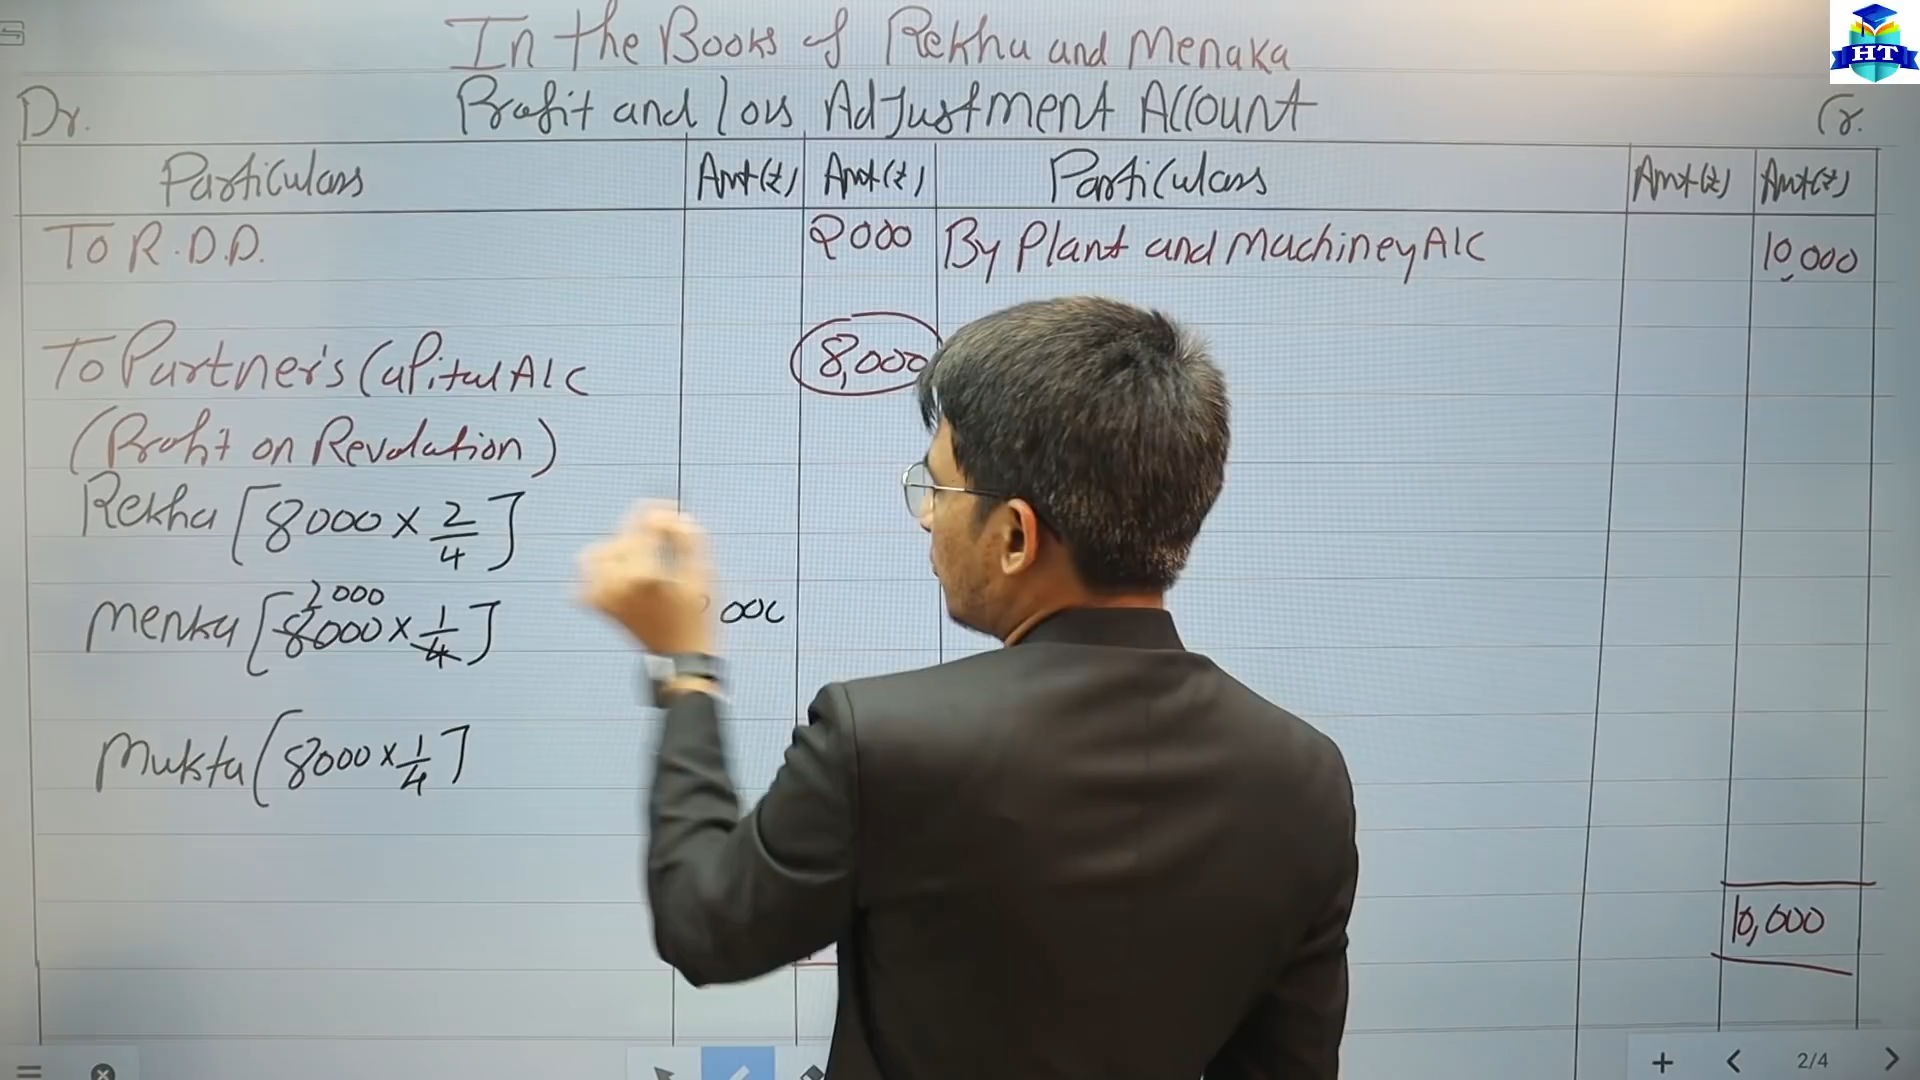 In the Books of Rekha and Menaka
Dr. Profit and loss Adjustment Account Cr.
Particulars Amt(₹) Amt(₹) Particulars Amt(₹) Amt(₹)
To R.D.D. 2000 By Plant and Machiney A/C 10,000
To Partner's Capital A/C 8,000
(Profit on Revaluation)
Rekha [8000 × 2/4]
2000
Menka [8000 × 1/4] 000
Mukta [8000 × 1/4]
10,000
HT
2/4